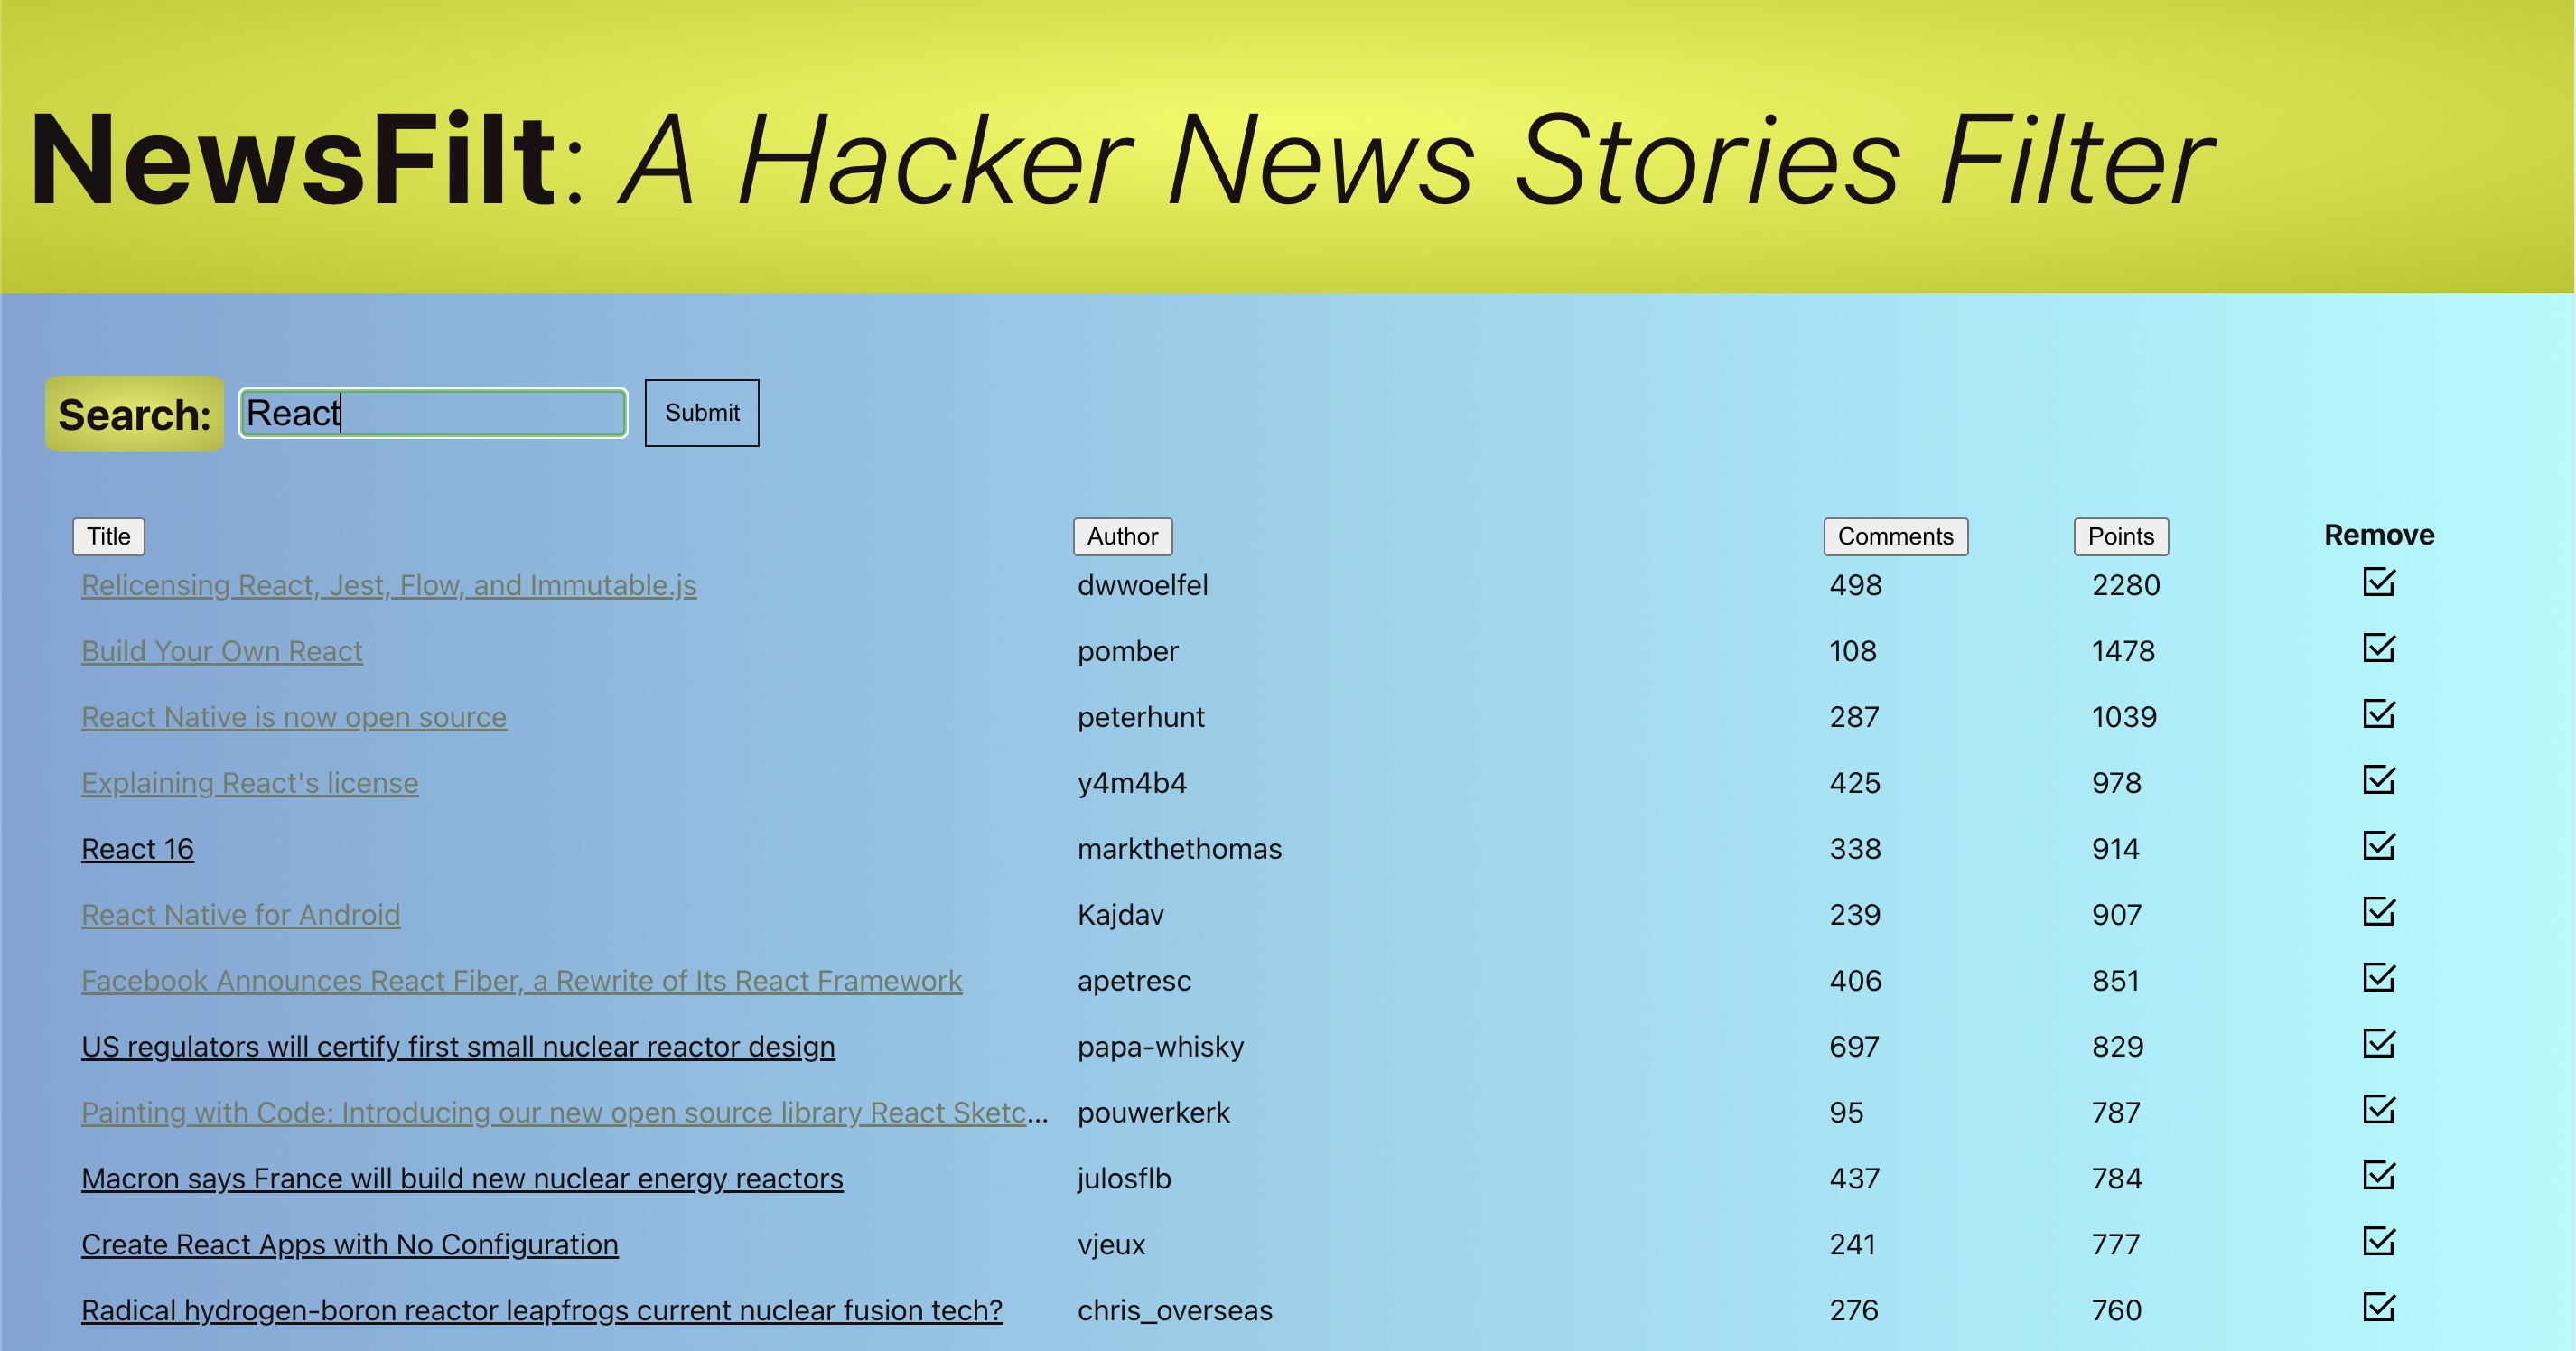 NewsFilt: A Hacker News Stories Filter
Search: React Submit
Title Author Comments Points Remove
Relicensing React, Jest, Flow, and Immutable.js dwwoelfel 498 2280
Build Your Own React pomber 108 1478
React Native is now open source peterhunt 287 1039
Explaining React's license y4m4b4 425 978
React 16 markthethomas 338 914
React Native for Android Kajdav 239 907
Facebook Announces React Fiber, a Rewrite of Its React Framework apetresc 406 851
US regulators will certify first small nuclear reactor design papa-whisky 697 829
Painting with Code: Introducing our new open source library React Sketc... pouwerkerk 95 787
Macron says France will build new nuclear energy reactors julosflb 437 784
Create React Apps with No Configuration vjeux 241 777
Radical hydrogen-boron reactor leapfrogs current nuclear fusion tech? chris_overseas 276 760